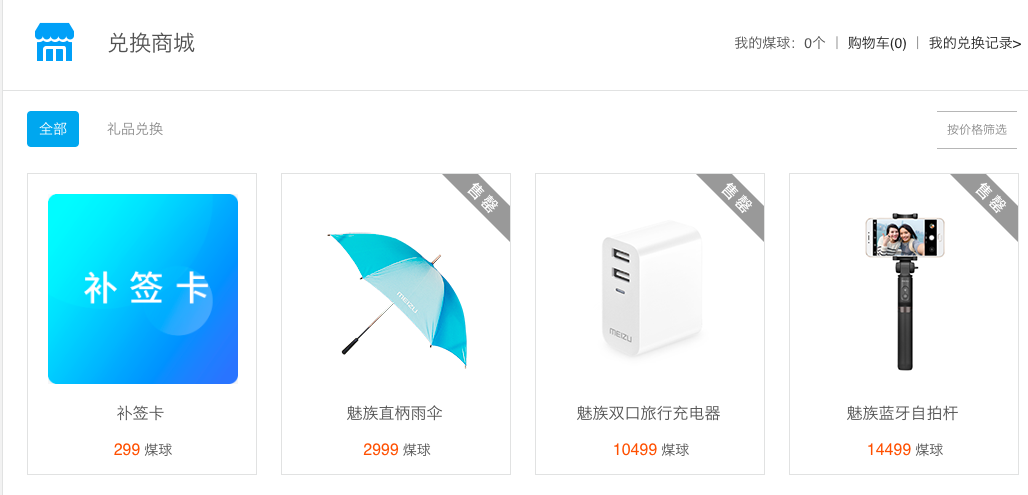 兑换商城
我的煤球：0个 | 购物车(0) | 我的兑换记录>
全部 礼品兑换 按价格筛选
补签卡
售罄
MEIZU
售罄
MEIZU
售罄
补签卡 魅族直柄雨伞 魅族双口旅行充电器 魅族蓝牙自拍杆
299 煤球 2999 煤球 10499 煤球 14499 煤球